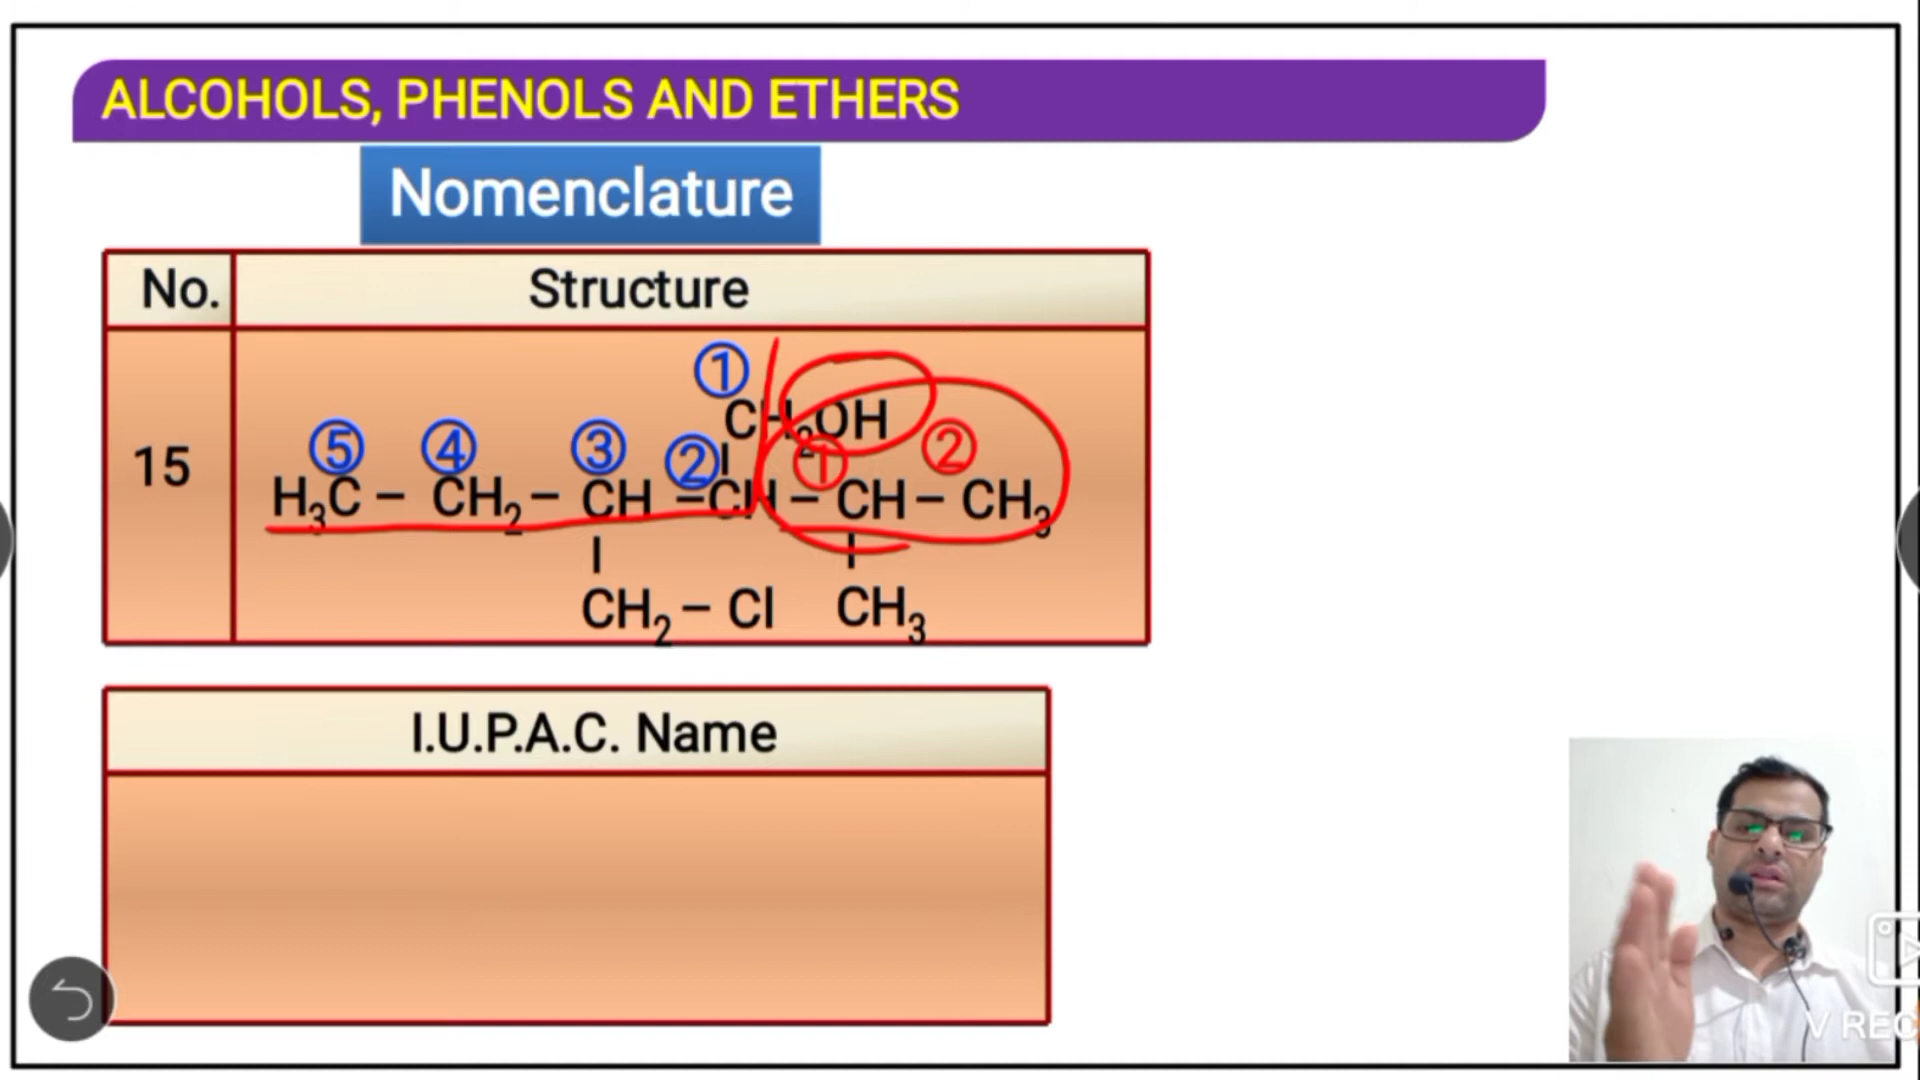 ALCOHOLS, PHENOLS AND ETHERS
Nomenclature
No. Structure
①
CH₂OH
⑤ ④ ③ ② | ① ②
15 H₃C – CH₂ – CH – CH – CH – CH₃
| |
CH₂ – Cl CH₃
I.U.P.A.C. Name
V REC